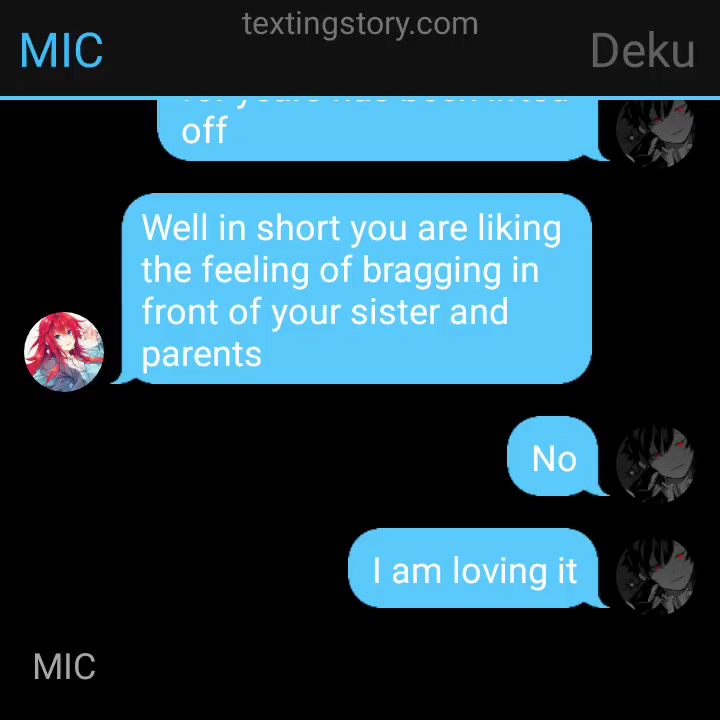 textingstory.com
MIC
Deku
off
Well in short you are liking
the feeling of bragging in
front of your sister and
parents
No
I am loving it
MIC